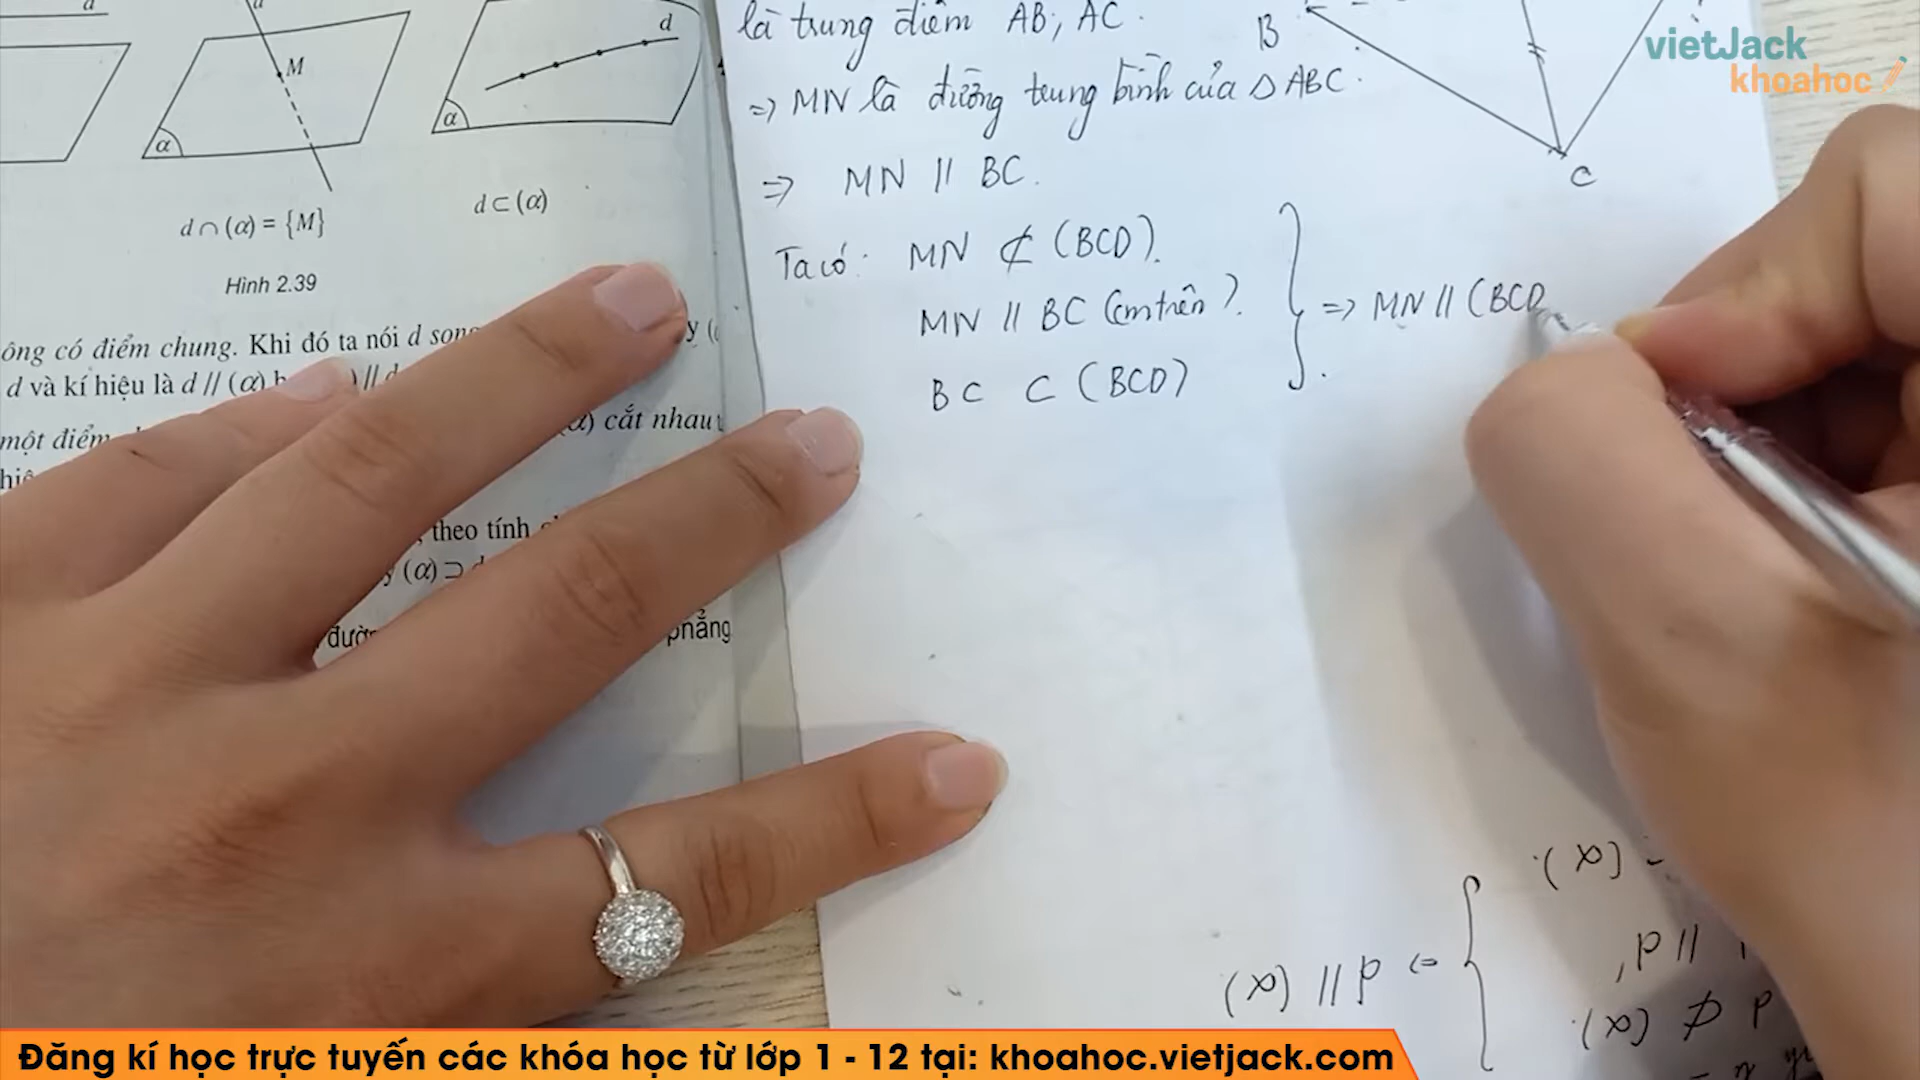 d
d
M
α
α
d
d ∩ (α) = {M}
d ⊂ (α)
Hình 2.39
ông có điểm chung. Khi đó ta nói d song
d và kí hiệu là d // (α)
một điểm
(α) cắt nhau
theo tính
(α) ⊃
phẳng
là trung điểm AB, AC.
=> MN là đường trung bình của Δ ABC.
=> MN // BC.
Ta có: MN ⊄ (BCD).
MN // BC (cm trên).
BC ⊂ (BCD)
=> MN // (BCD
B
C
(α).
d // d'
d ⊄ (α).
=> d // (α)
vietJack
khoahoc
Đăng kí học trực tuyến các khóa học từ lớp 1 - 12 tại: khoahoc.vietjack.com